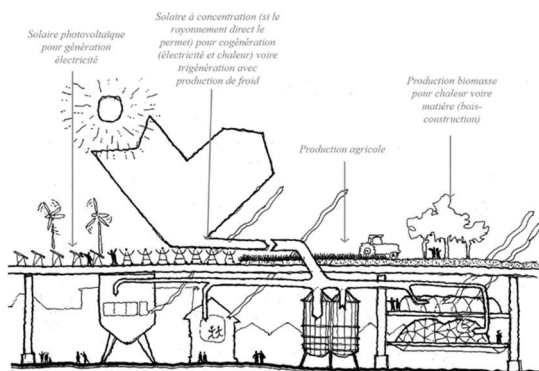 Solaire photovoltaïque
pour génération
électricité
Solaire à concentration (si le
rayonnement direct le
permet) pour cogénération
(électricité et chaleur) voire
trigénération avec
production de froid
Production agricole
Production biomasse
pour chaleur voire
matière (bois-
construction)